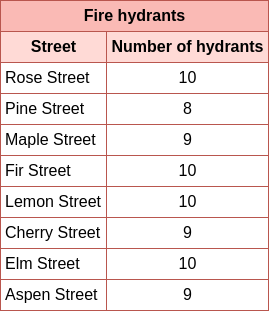 Fire hydrants
Street Number of hydrants
Rose Street 10
Pine Street 8
Maple Street 9
Fir Street 10
Lemon Street 10
Cherry Street 9
Elm Street 10
Aspen Street 9